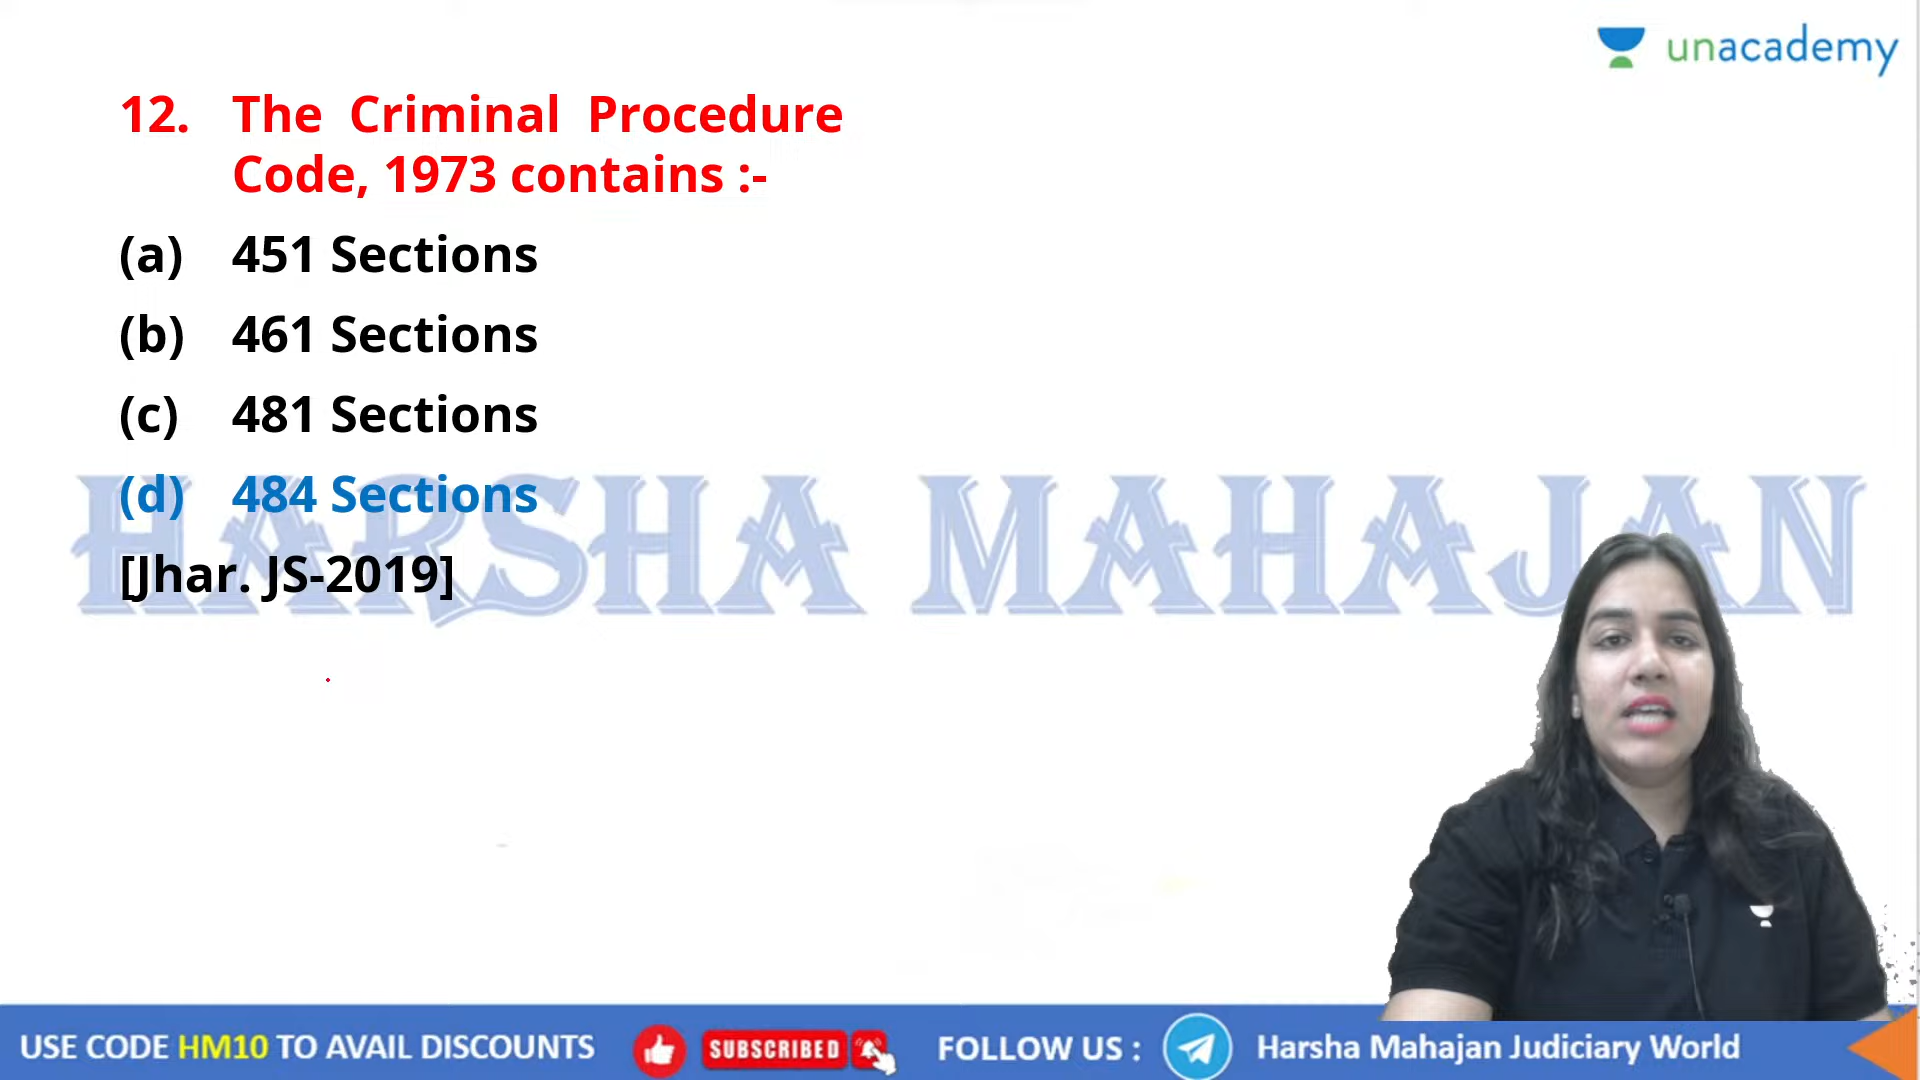 unacademy
12. The Criminal Procedure
Code, 1973 contains :-
(a) 451 Sections
(b) 461 Sections
(c) 481 Sections
(d) 484 Sections
HARSHA MAHAJAN
[Jhar. JS-2019]
USE CODE HM10 TO AVAIL DISCOUNTS
SUBSCRIBED
FOLLOW US :
Harsha Mahajan Judiciary World